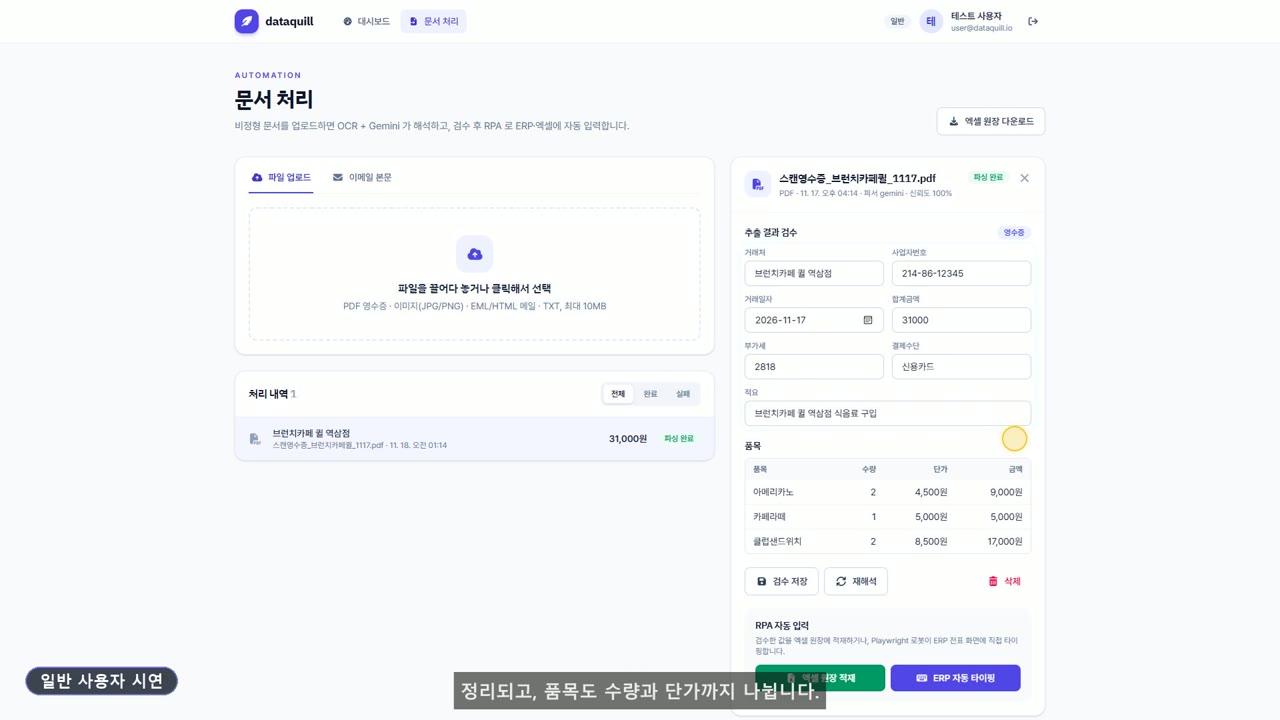 dataquill
대시보드
문서 처리
일반
테
테스트 사용자
user@dataquill.io
AUTOMATION
문서 처리
비정형 문서를 업로드하면 OCR + Gemini 가 해석하고, 검수 후 RPA 로 ERP·엑셀에 자동 입력합니다.
엑셀 원장 다운로드
파일 업로드
이메일 본문
파일을 끌어다 놓거나 클릭해서 선택
PDF 영수증 · 이미지(JPG/PNG) · EML/HTML 메일 · TXT, 최대 10MB
처리 내역 1
전체
완료
실패
브런치카페 퀼 역삼점
스캔영수증_브런치카페퀼_1117.pdf · 11. 18. 오전 01:14
31,000원
파싱 완료
스캔영수증_브런치카페퀼_1117.pdf
파싱 완료
PDF · 11. 17. 오후 04:14 · 파서 gemini · 신뢰도 100%
추출 결과 검수
영수증
거래처
사업자번호
브런치카페 퀼 역삼점
214-86-12345
거래일자
합계금액
2026-11-17
31000
부가세
결제수단
2818
신용카드
적요
브런치카페 퀼 역삼점 식음료 구입
품목
품목 수량 단가 금액
아메리카노 2 4,500원 9,000원
카페라떼 1 5,000원 5,000원
클럽샌드위치 2 8,500원 17,000원
검수 저장
재해석
삭제
RPA 자동 입력
검수한 값을 엑셀 원장에 적재하거나, Playwright 로봇이 ERP 전표 화면에 직접 타이
핑합니다.
엑셀 원장 적재
ERP 자동 타이핑
일반 사용자 시연
정리되고, 품목도 수량과 단가까지 나뉩니다.